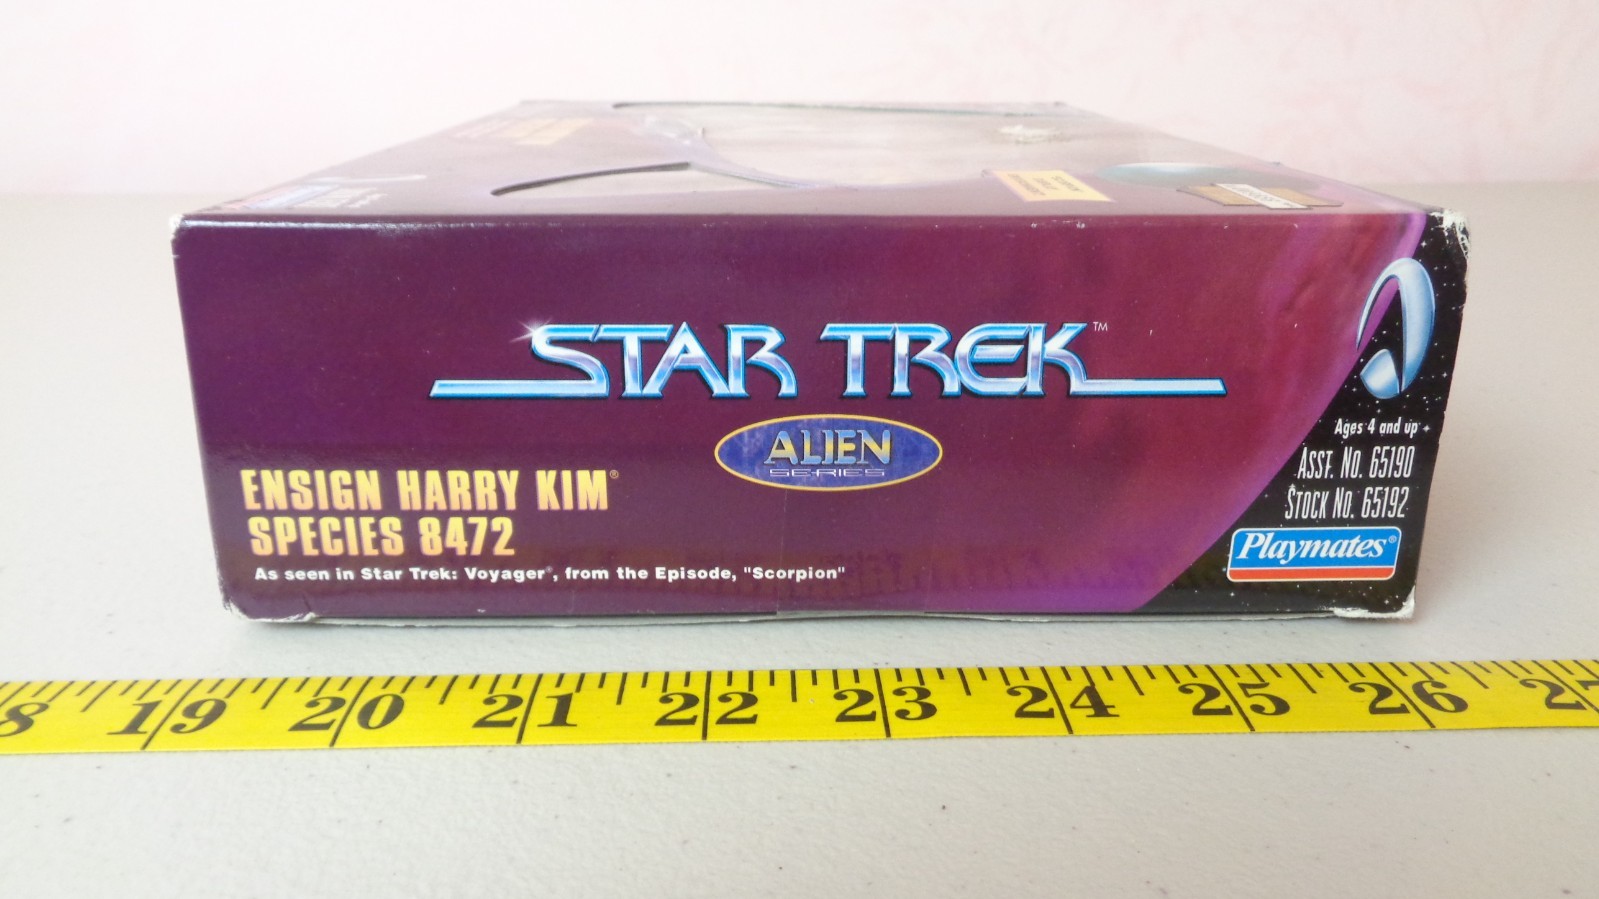 STAR TREK™
ALIEN
SERIES
ENSIGN HARRY KIM®
SPECIES 8472
As seen in Star Trek: Voyager®, from the Episode, "Scorpion"
Ages 4 and up
ASST. NO. 65190
STOCK NO. 65192
Playmates®
8 19 20 21 22 23 24 25 26 27